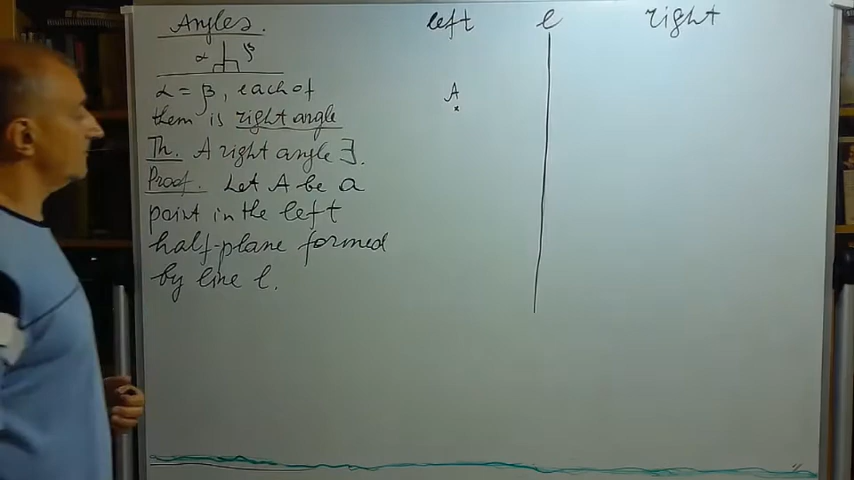 Angles.
α β
α = β, each of
them is right angle
Th. A right angle ∃.
Proof. Let A be a
point in the left
half-plane formed
by line l.
left l right
A